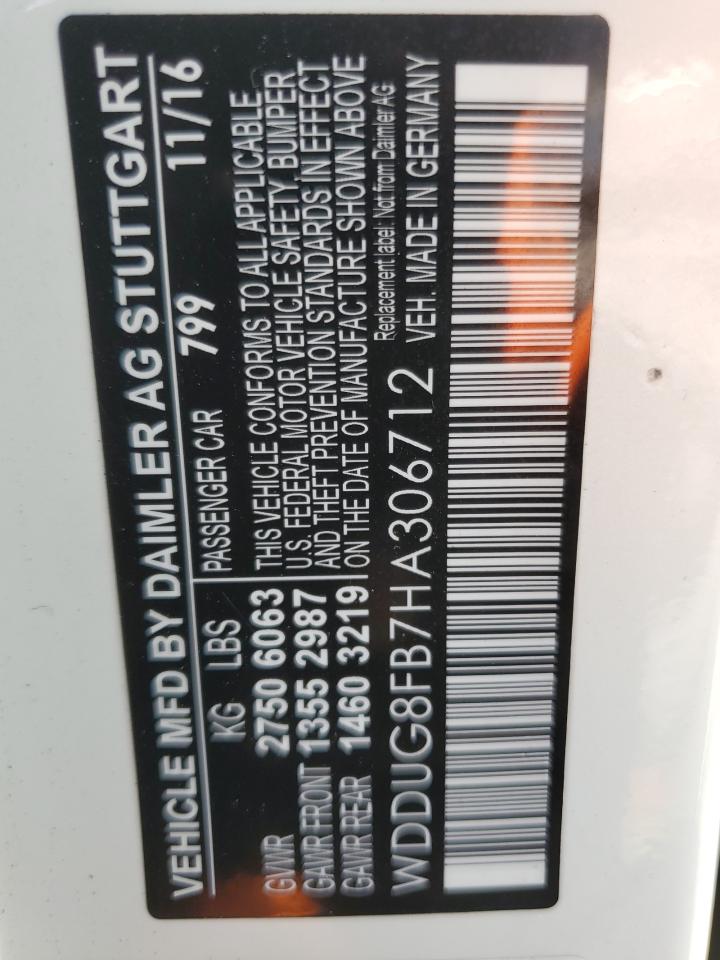 VEHICLE MFD BY DAIMLER AG STUTTGART
KG LBS PASSENGER CAR 799 11/16
GVWR 2750 6063
GAWR FRONT 1355 2987
GAWR REAR 1460 3219
THIS VEHICLE CONFORMS TO ALL APPLICABLE
U.S. FEDERAL MOTOR VEHICLE SAFETY, BUMPER
AND THEFT PREVENTION STANDARDS IN EFFECT
ON THE DATE OF MANUFACTURE SHOWN ABOVE
Replacement label: Not from Daimler AG
WDDUG8FB7HA306712 VEH. MADE IN GERMANY